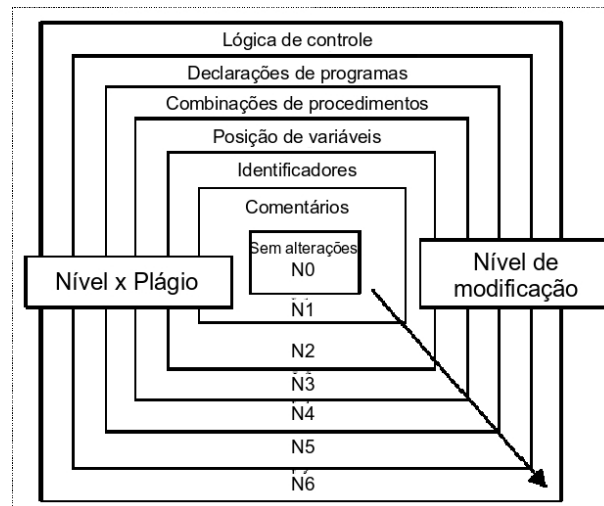 Lógica de controle
Declarações de programas
Combinações de procedimentos
Posição de variáveis
Identificadores
Comentários
Sem alterações
N0
Nível x Plágio
Nível de
modificação
N1
N2
N3
N4
N5
N6